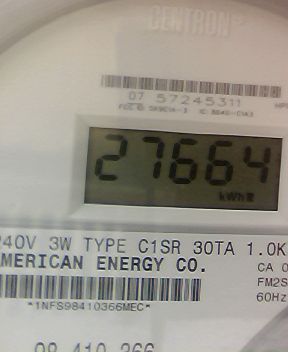 CENTRON®
07 57245311
27664
kWh
240V 3W TYPE C1SR 30TA 1.0K
AMERICAN ENERGY CO.
CA 0
FM2S
60Hz
*1NFS98410366MEC*
98 410 366